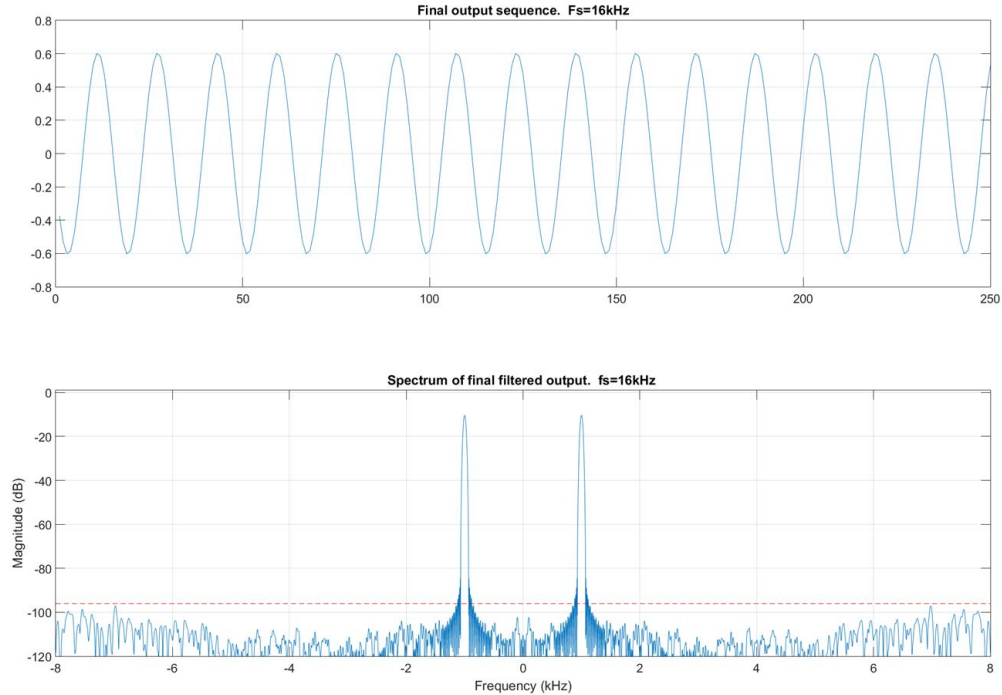 Final output sequence.  Fs=16kHz
0.8
0.6
0.4
0.2
0
-0.2
-0.4
-0.6
-0.8
0 50 100 150 200 250
Spectrum of final filtered output.  fs=16kHz
0
-20
-40
-60
-80
-100
-120
Magnitude (dB)
-8 -6 -4 -2 0 2 4 6 8
Frequency (kHz)